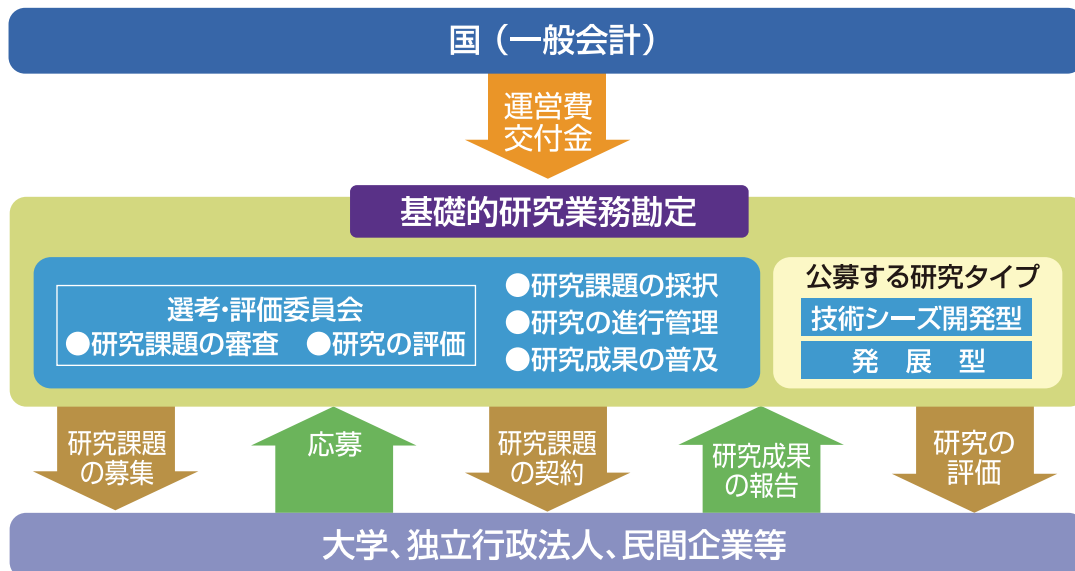 国（一般会計）
運営費
交付金
基礎的研究業務勘定
選考・評価委員会
●研究課題の審査　●研究の評価
●研究課題の採択
●研究の進行管理
●研究成果の普及
公募する研究タイプ
技術シーズ開発型
発　展　型
研究課題
の募集
応募
研究課題
の契約
研究成果
の報告
研究の
評価
大学、独立行政法人、民間企業等